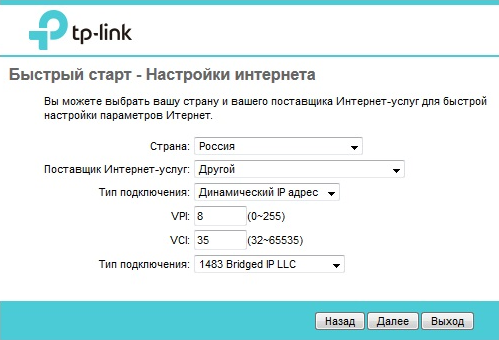 tp-link
Быстрый старт - Настройки интернета
Вы можете выбрать вашу страну и вашего поставщика Интернет-услуг для быстрой
настройки параметров Итернет.
Страна: Россия
Поставщик Интернет-услуг: Другой
Тип подключения: Динамический IP адрес
VPI: 8 (0~255)
VCI: 35 (32~65535)
Тип подключения: 1483 Bridged IP LLC
Назад Далее Выход